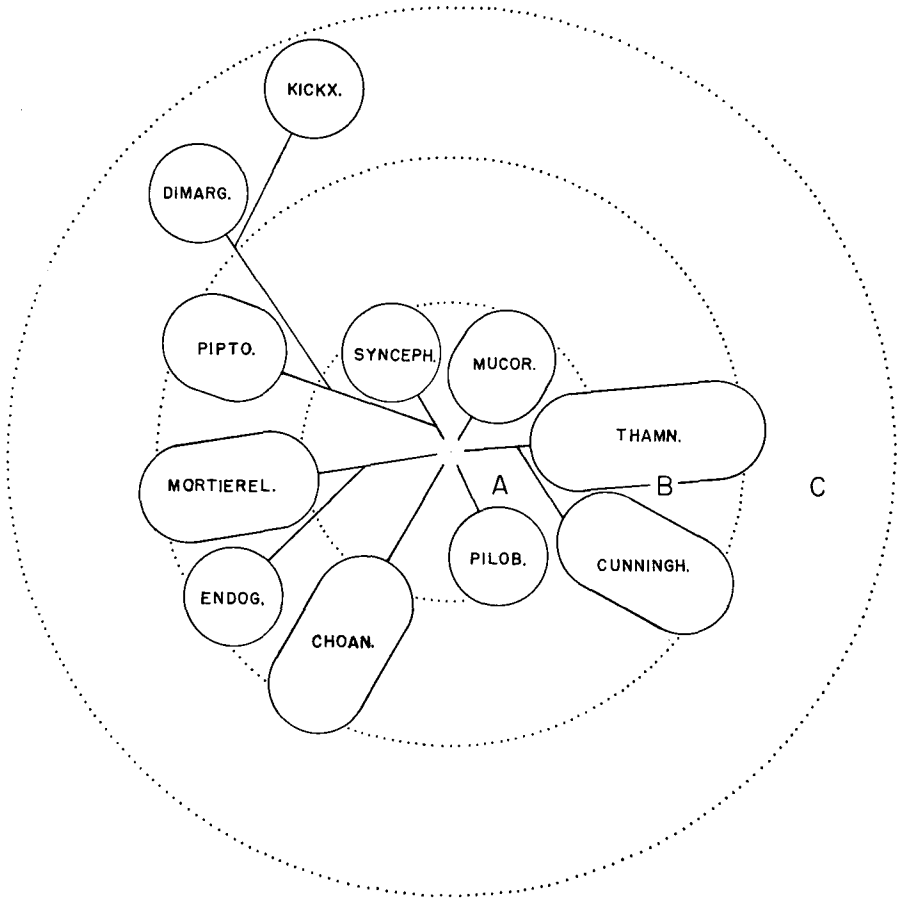 KICKX.
DIMARG.
PIPTO.
SYNCEPH.
MUCOR.
THAMN.
MORTIEREL.
A
B
C
PILOB.
CUNNINGH.
ENDOG.
CHOAN.